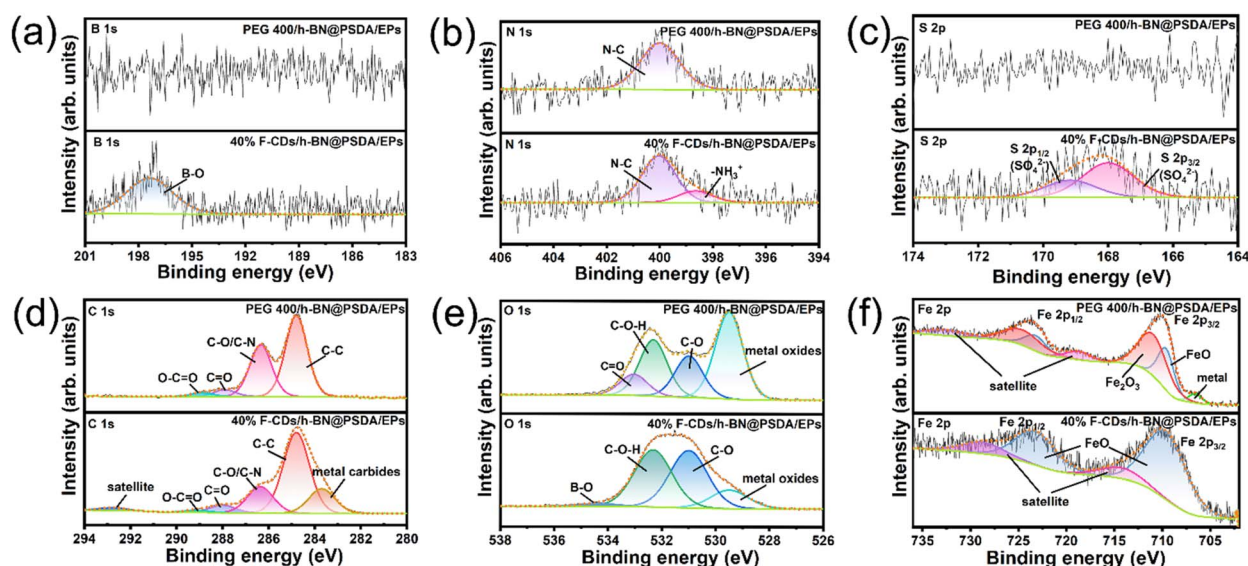 (a)
B 1s
PEG 400/h-BN@PSDA/EPs
B 1s
40% F-CDs/h-BN@PSDA/EPs
B-O
Intensity (arb. units)
201 198 195 192 189 186 183
Binding energy (eV)
(b)
N 1s
PEG 400/h-BN@PSDA/EPs
N-C
N 1s
40% F-CDs/h-BN@PSDA/EPs
N-C
-NH₃⁺
Intensity (arb. units)
406 404 402 400 398 396 394
Binding energy (eV)
(c)
S 2p
PEG 400/h-BN@PSDA/EPs
S 2p
40% F-CDs/h-BN@PSDA/EPs
S 2p₁/₂
(SO₄²⁻)
S 2p₃/₂
(SO₄²⁻)
Intensity (arb. units)
174 172 170 168 166 164
Binding energy (eV)
(d)
C 1s
PEG 400/h-BN@PSDA/EPs
C-O/C-N
C-C
O-C=O
C=O
C 1s
40% F-CDs/h-BN@PSDA/EPs
C-C
C-O/C-N
metal carbides
satellite
O-C=O
C=O
Intensity (arb. units)
294 292 290 288 286 284 282 280
Binding energy (eV)
(e)
O 1s
PEG 400/h-BN@PSDA/EPs
C-O-H
C-O
C=O
metal oxides
O 1s
40% F-CDs/h-BN@PSDA/EPs
C-O-H
C-O
B-O
metal oxides
Intensity (arb. units)
538 536 534 532 530 528 526
Binding energy (eV)
(f)
Fe 2p
PEG 400/h-BN@PSDA/EPs
Fe 2p₁/₂
Fe 2p₃/₂
FeO
satellite
Fe₂O₃
metal
Fe 2p
40% F-CDs/h-BN@PSDA/EPs
Fe 2p₁/₂
FeO
Fe 2p₃/₂
satellite
Intensity (arb. units)
735 730 725 720 715 710 705
Binding energy (eV)